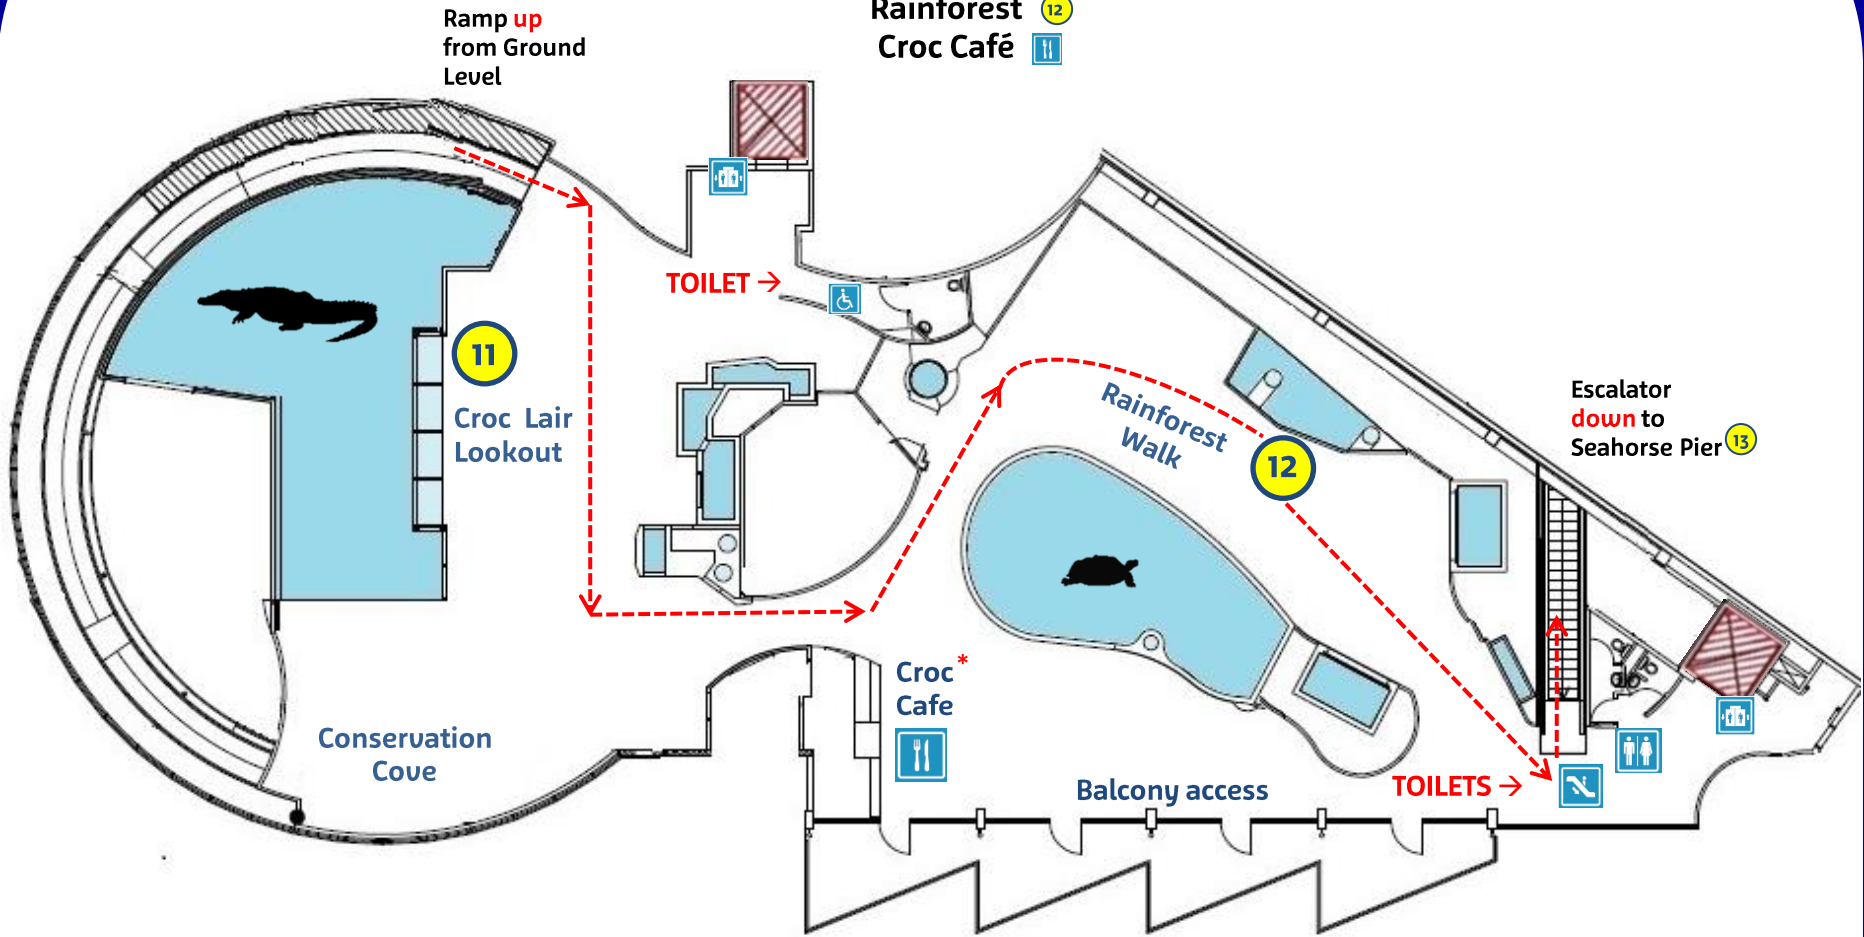 Rainforest 12
Croc Café
Ramp up
from Ground
Level
TOILET →
11
Croc Lair
Lookout
Rainforest
Walk
12
Escalator
down to
Seahorse Pier 13
Croc*
Cafe
Conservation
Cove
Balcony access
TOILETS →